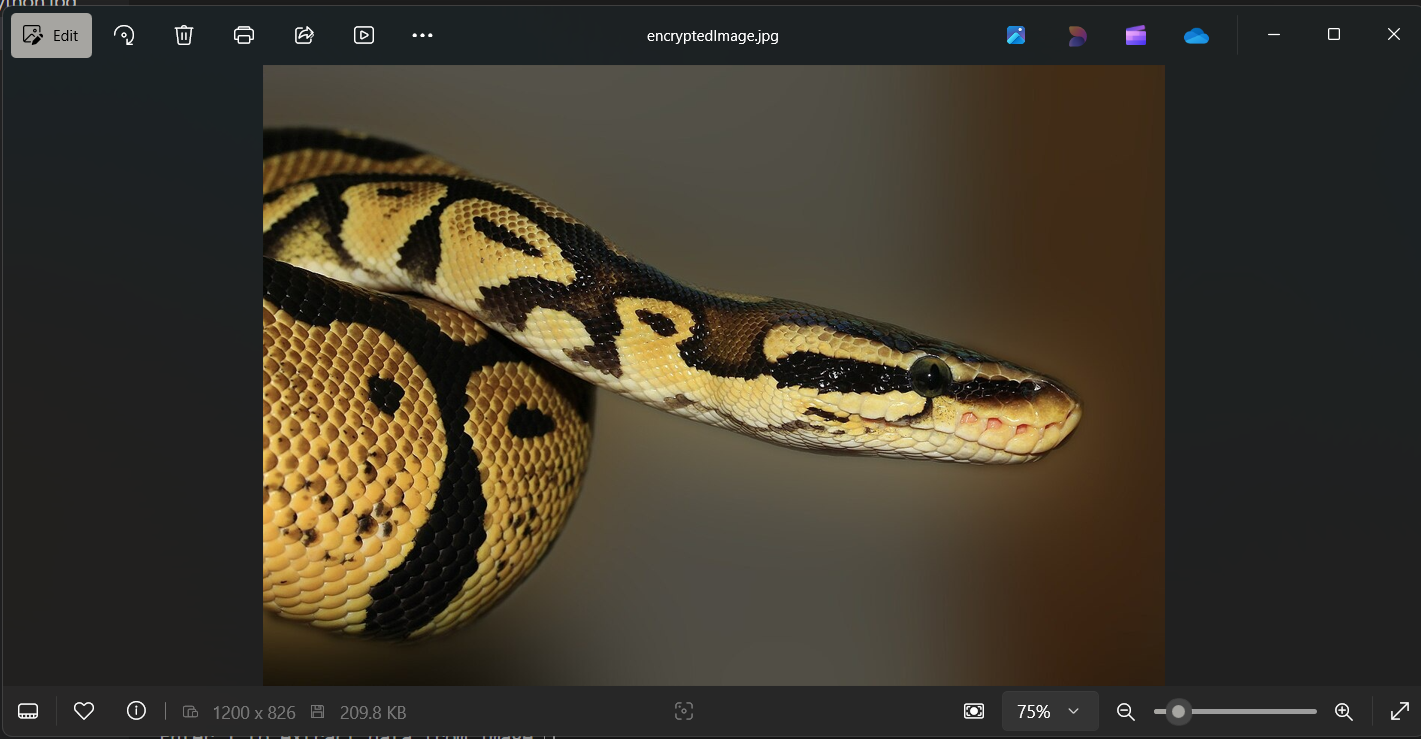 Edit
encryptedImage.jpg
1200 x 826
209.8 KB
75%